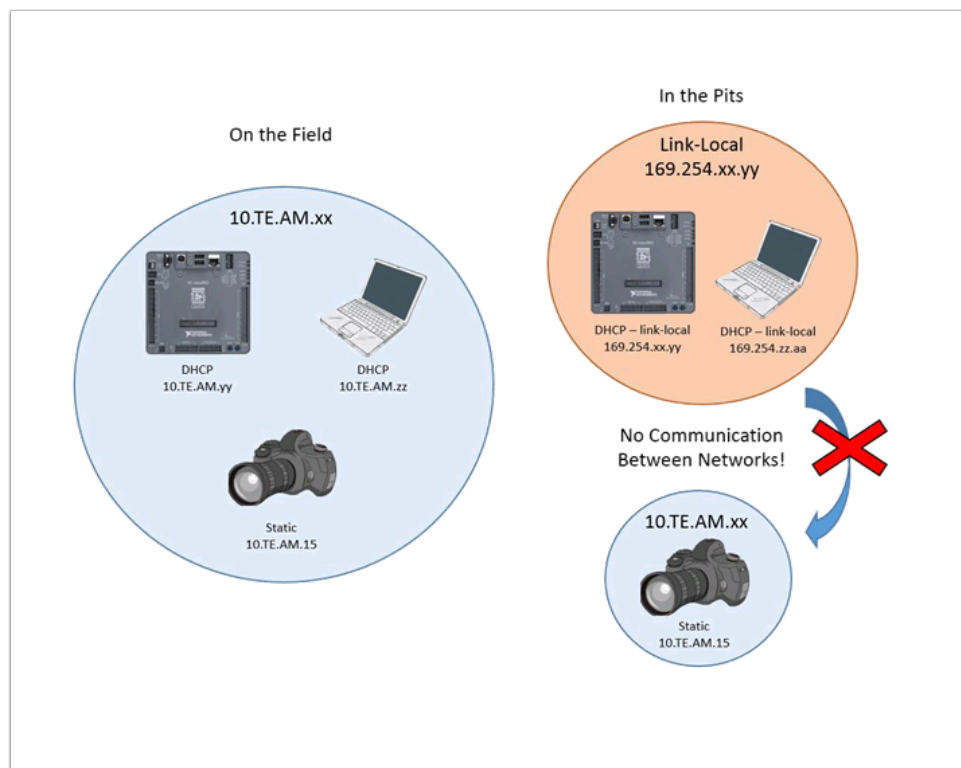 On the Field
10.TE.AM.xx
DHCP
10.TE.AM.yy
DHCP
10.TE.AM.zz
Static
10.TE.AM.15
In the Pits
Link-Local
169.254.xx.yy
DHCP – link-local
169.254.xx.yy
DHCP – link-local
169.254.zz.aa
No Communication
Between Networks!
10.TE.AM.xx
Static
10.TE.AM.15